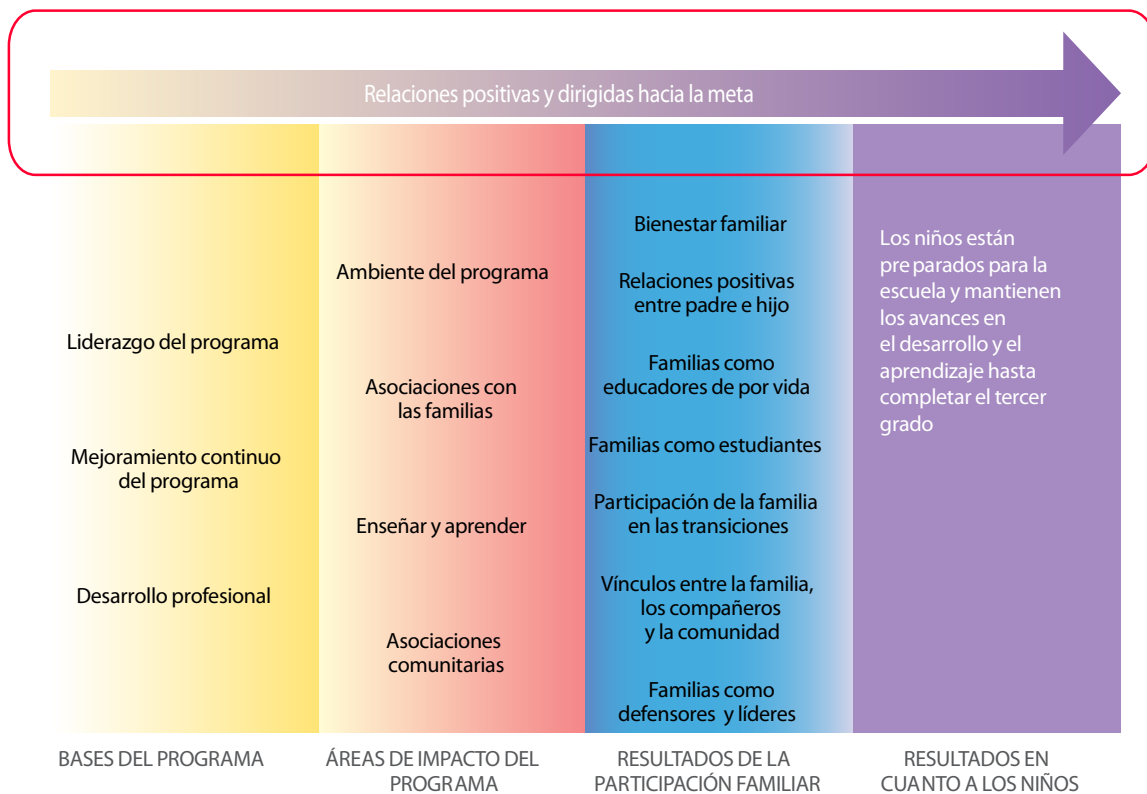 Relaciones positivas y dirigidas hacia la meta
Liderazgo del programa
Mejoramiento continuo
del programa
Desarrollo profesional
BASES DEL PROGRAMA
Ambiente del programa
Asociaciones con
las familias
Enseñar y aprender
Asociaciones
comunitarias
ÁREAS DE IMPACTO DEL
PROGRAMA
Bienestar familiar
Relaciones positivas
entre padre e hijo
Familias como
educadores de por vida
Familias como estudiantes
Participación de la familia
en las transiciones
Vínculos entre la familia,
los compañeros
y la comunidad
Familias como
defensores y líderes
RESULTADOS DE LA
PARTICIPACIÓN FAMILIAR
Los niños están
pre parados para la
escuela y mantienen
los avances en
el desarrollo y el
aprendizaje hasta
completar el tercer
grado
RESULTADOS EN
CUANTO A LOS NIÑOS